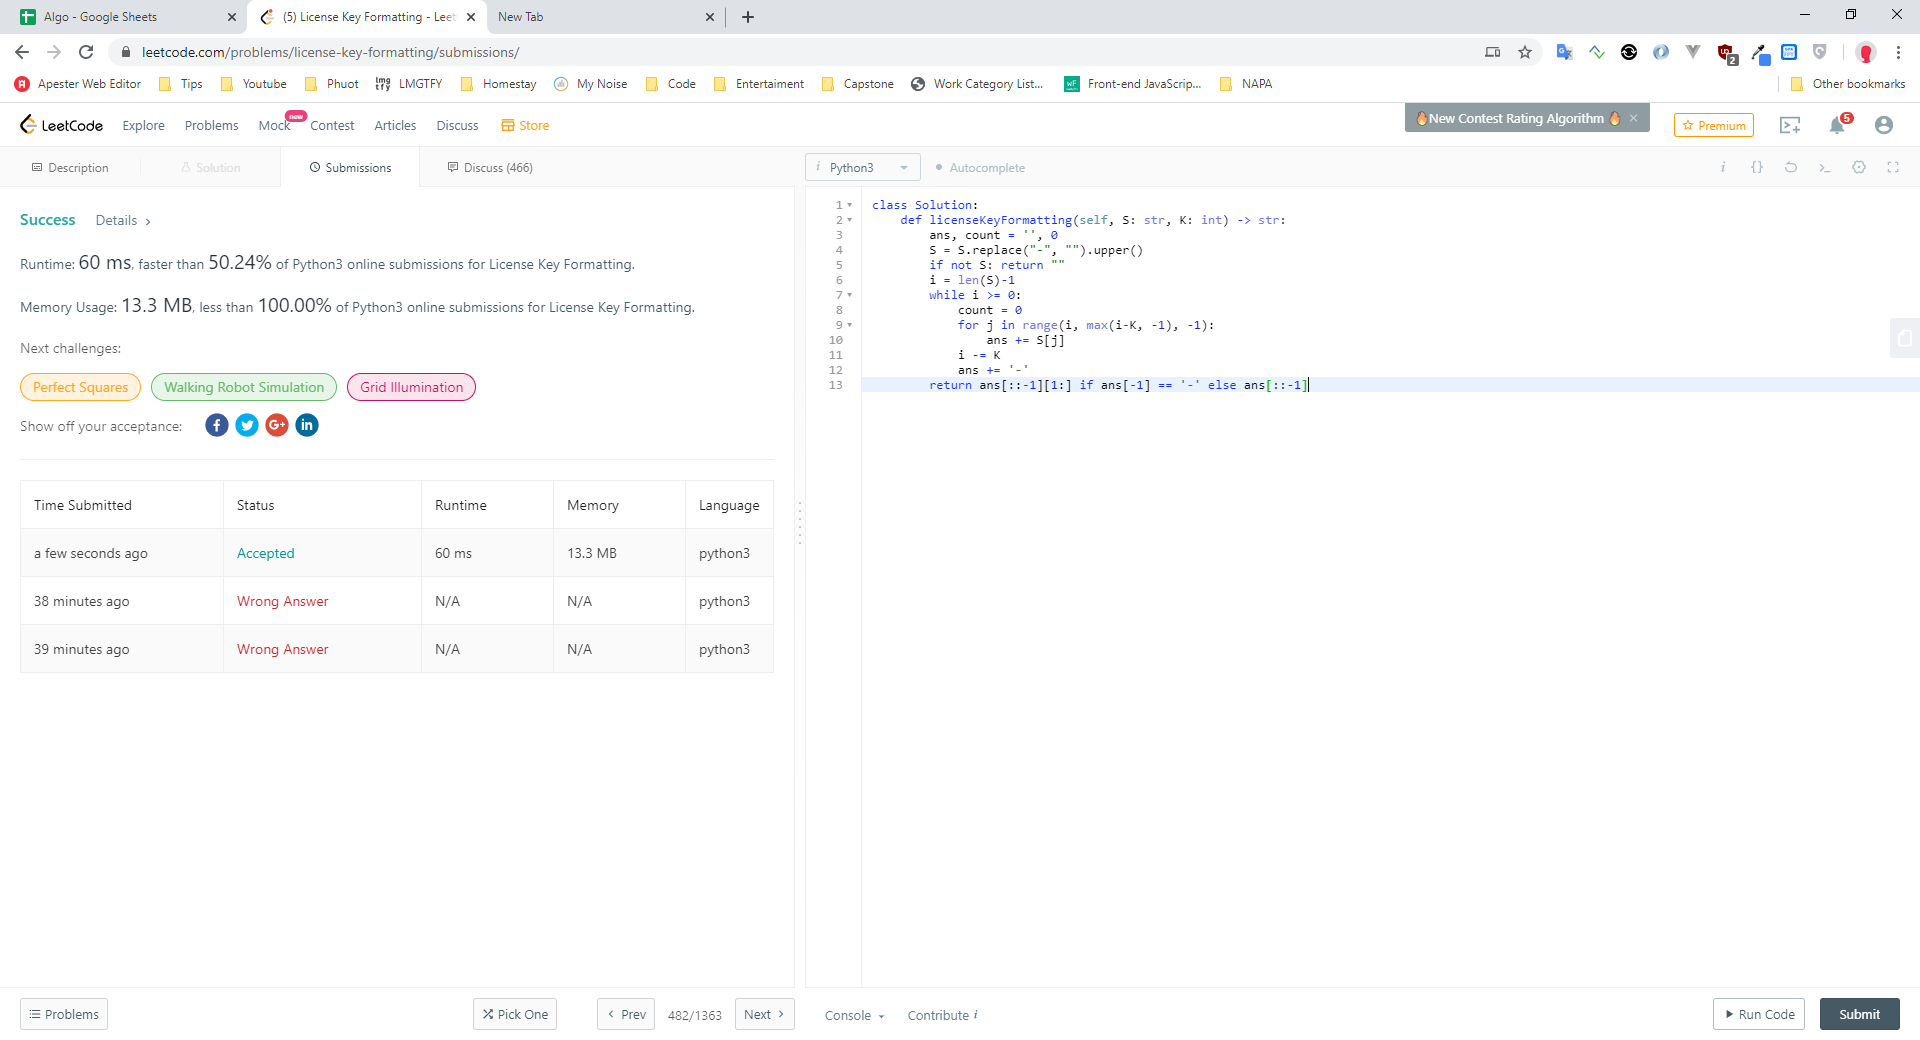 Algo - Google Sheets
(5) License Key Formatting - Leet
New Tab
leetcode.com/problems/license-key-formatting/submissions/
2
Apester Web Editor
Tips
Youtube
Phuot
LMGTFY
Homestay
My Noise
Code
Entertaiment
Capstone
Work Category List...
Front-end JavaScrip...
NAPA
Other bookmarks
LeetCode
Explore
Problems
Mock
new
Contest
Articles
Discuss
Store
New Contest Rating Algorithm
Premium
5
Description
Solution
Submissions
Discuss (466)
Python3
Autocomplete
Success
Details
Runtime: 60 ms, faster than 50.24% of Python3 online submissions for License Key Formatting.
Memory Usage: 13.3 MB, less than 100.00% of Python3 online submissions for License Key Formatting.
Next challenges:
Perfect Squares
Walking Robot Simulation
Grid Illumination
Show off your acceptance:
Time Submitted Status Runtime Memory Language
a few seconds ago Accepted 60 ms 13.3 MB python3
38 minutes ago Wrong Answer N/A N/A python3
39 minutes ago Wrong Answer N/A N/A python3
1 class Solution:
2 def licenseKeyFormatting(self, S: str, K: int) -> str:
3 ans, count = '', 0
4 S = S.replace("-", "").upper()
5 if not S: return ""
6 i = len(S)-1
7 while i >= 0:
8 count = 0
9 for j in range(i, max(i-K, -1), -1):
10 ans += S[j]
11 i -= K
12 ans += '-'
13 return ans[::-1][1:] if ans[-1] == '-' else ans[::-1]
Problems
Pick One
Prev
482/1363
Next
Console
Contribute i
Run Code
Submit